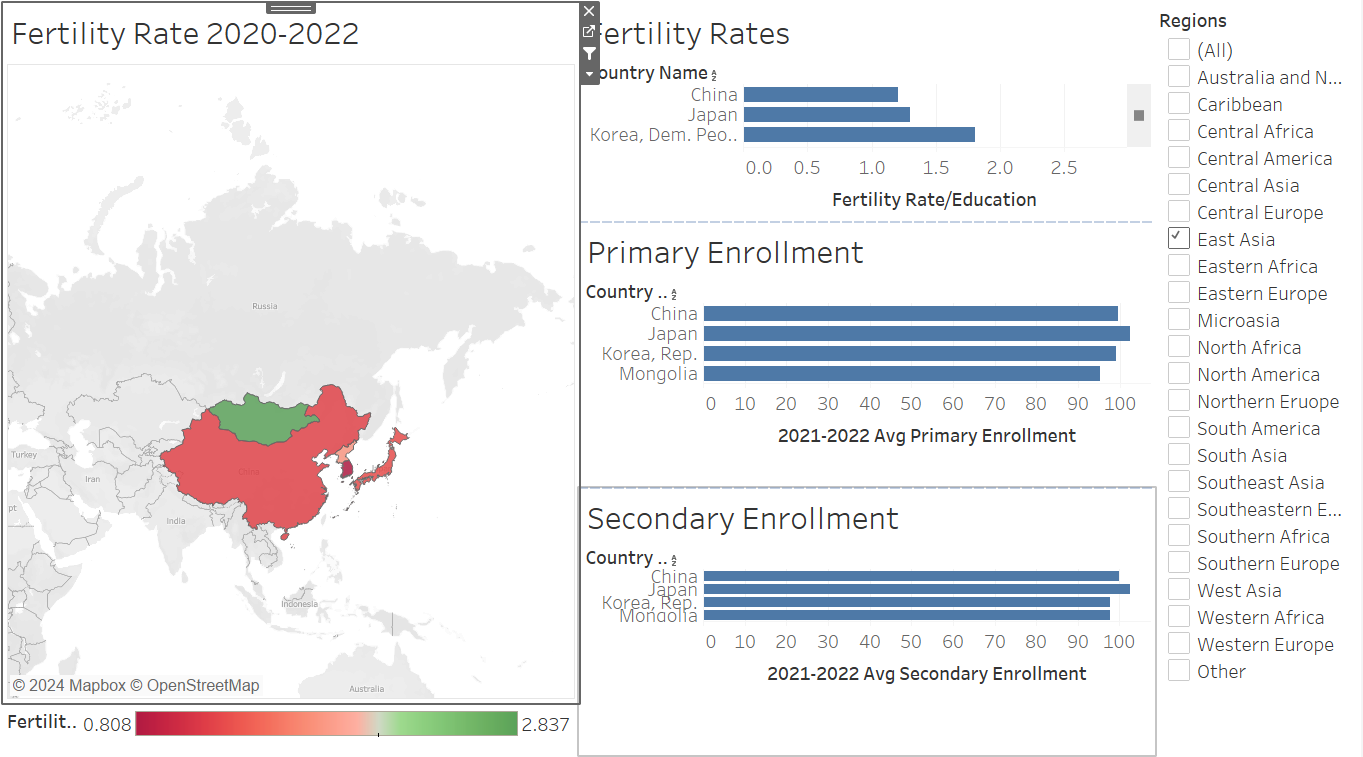 Fertility Rate 2020-2022
Russia
Turkey
Iran
China
India
Indonesia
Australia
© 2024 Mapbox © OpenStreetMap
Fertilit.. 0.808 2.837
Fertility Rates
ountry Name
China
Japan
Korea, Dem. Peo..
0.0 0.5 1.0 1.5 2.0 2.5
Fertility Rate/Education
Primary Enrollment
Country ..
China
Japan
Korea, Rep.
Mongolia
0 10 20 30 40 50 60 70 80 90 100
2021-2022 Avg Primary Enrollment
Secondary Enrollment
Country ..
China
Japan
Korea, Rep.
Mongolia
0 10 20 30 40 50 60 70 80 90 100
2021-2022 Avg Secondary Enrollment
Regions
(All)
Australia and N...
Caribbean
Central Africa
Central America
Central Asia
Central Europe
East Asia
Eastern Africa
Eastern Europe
Microasia
North Africa
North America
Northern Eruope
South America
South Asia
Southeast Asia
Southeastern E...
Southern Africa
Southern Europe
West Asia
Western Africa
Western Europe
Other